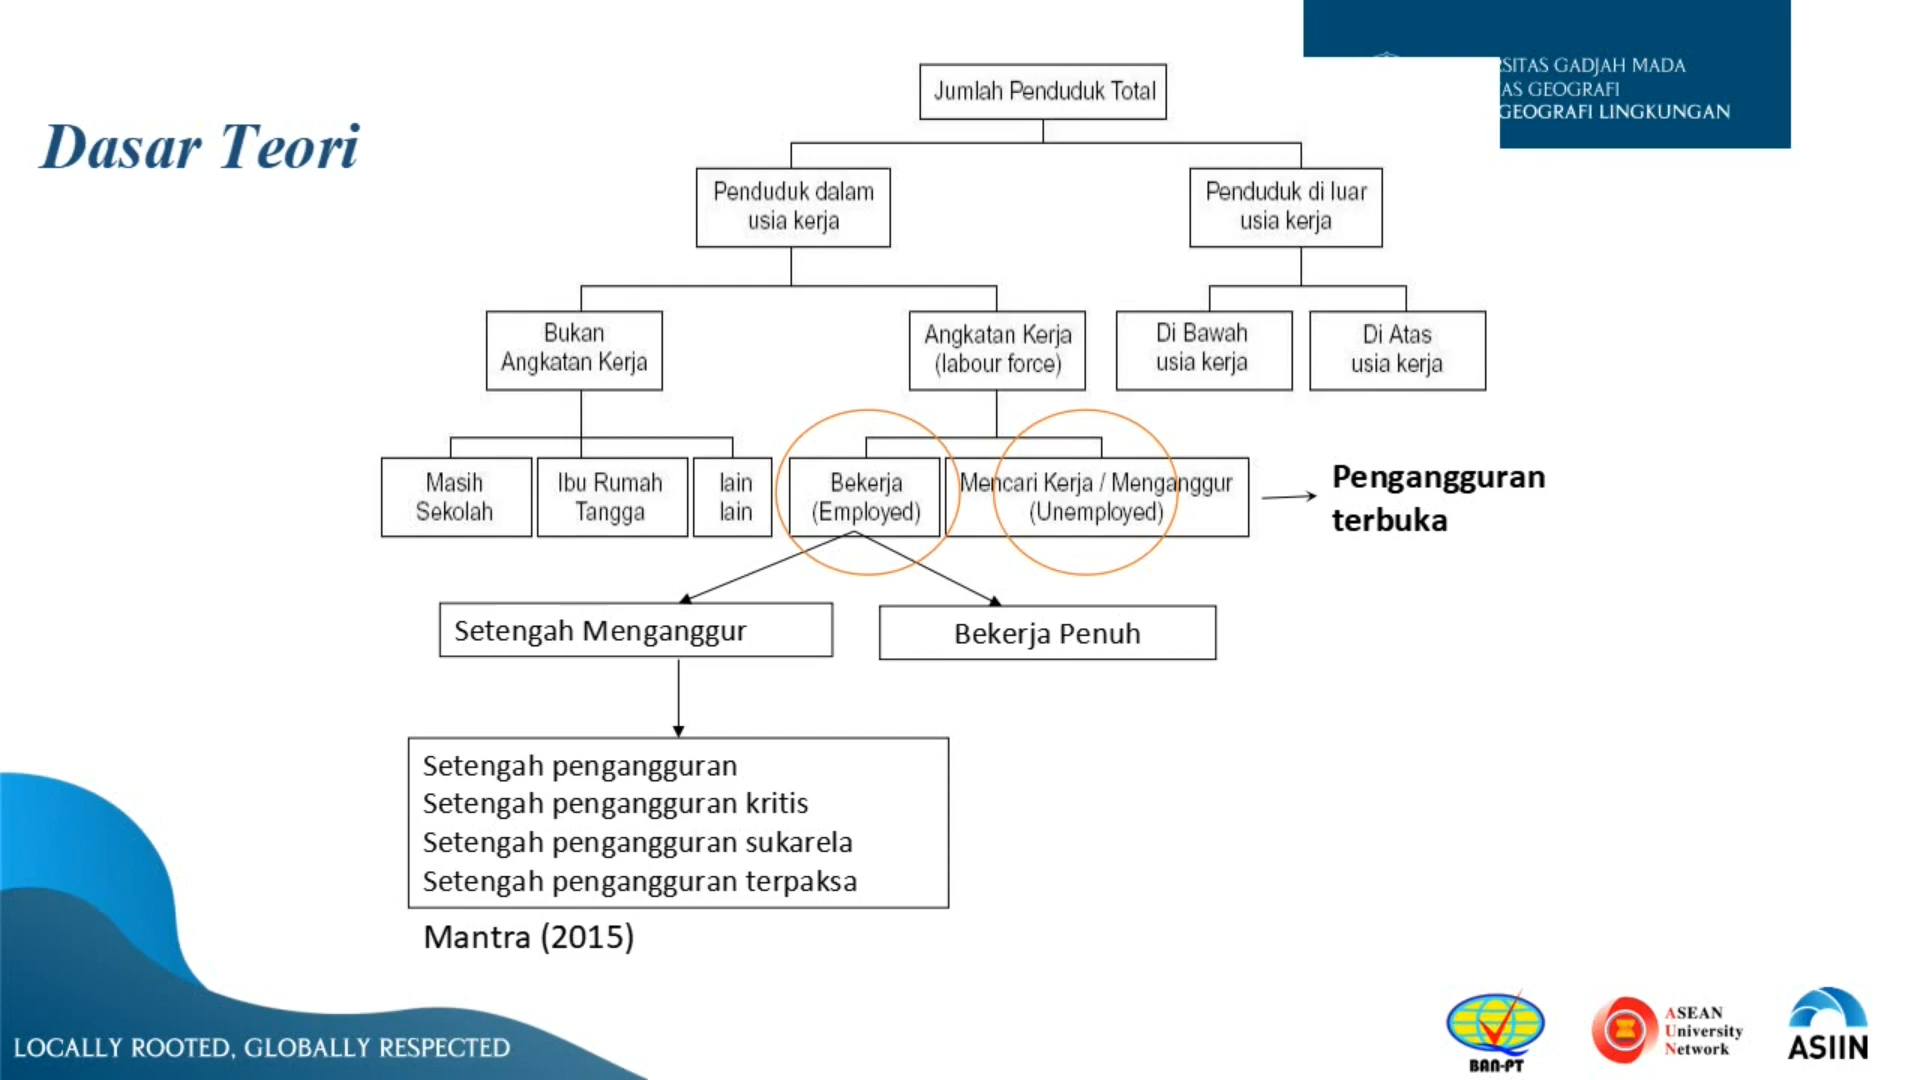 SITAS GADJAH MADA
AS GEOGRAFI
GEOGRAFI LINGKUNGAN
Dasar Teori
Jumlah Penduduk Total
Penduduk dalam
usia kerja
Penduduk di luar
usia kerja
Bukan
Angkatan Kerja
Angkatan Kerja
(labour force)
Di Bawah
usia kerja
Di Atas
usia kerja
Masih
Sekolah
Ibu Rumah
Tangga
lain
lain
Bekerja
(Employed)
Mencari Kerja / Menganggur
(Unemployed)
Pengangguran
terbuka
Setengah Menganggur
Bekerja Penuh
Setengah pengangguran
Setengah pengangguran kritis
Setengah pengangguran sukarela
Setengah pengangguran terpaksa
Mantra (2015)
LOCALLY ROOTED, GLOBALLY RESPECTED
BAN-PT
ASEAN
University
Network
ASIIN